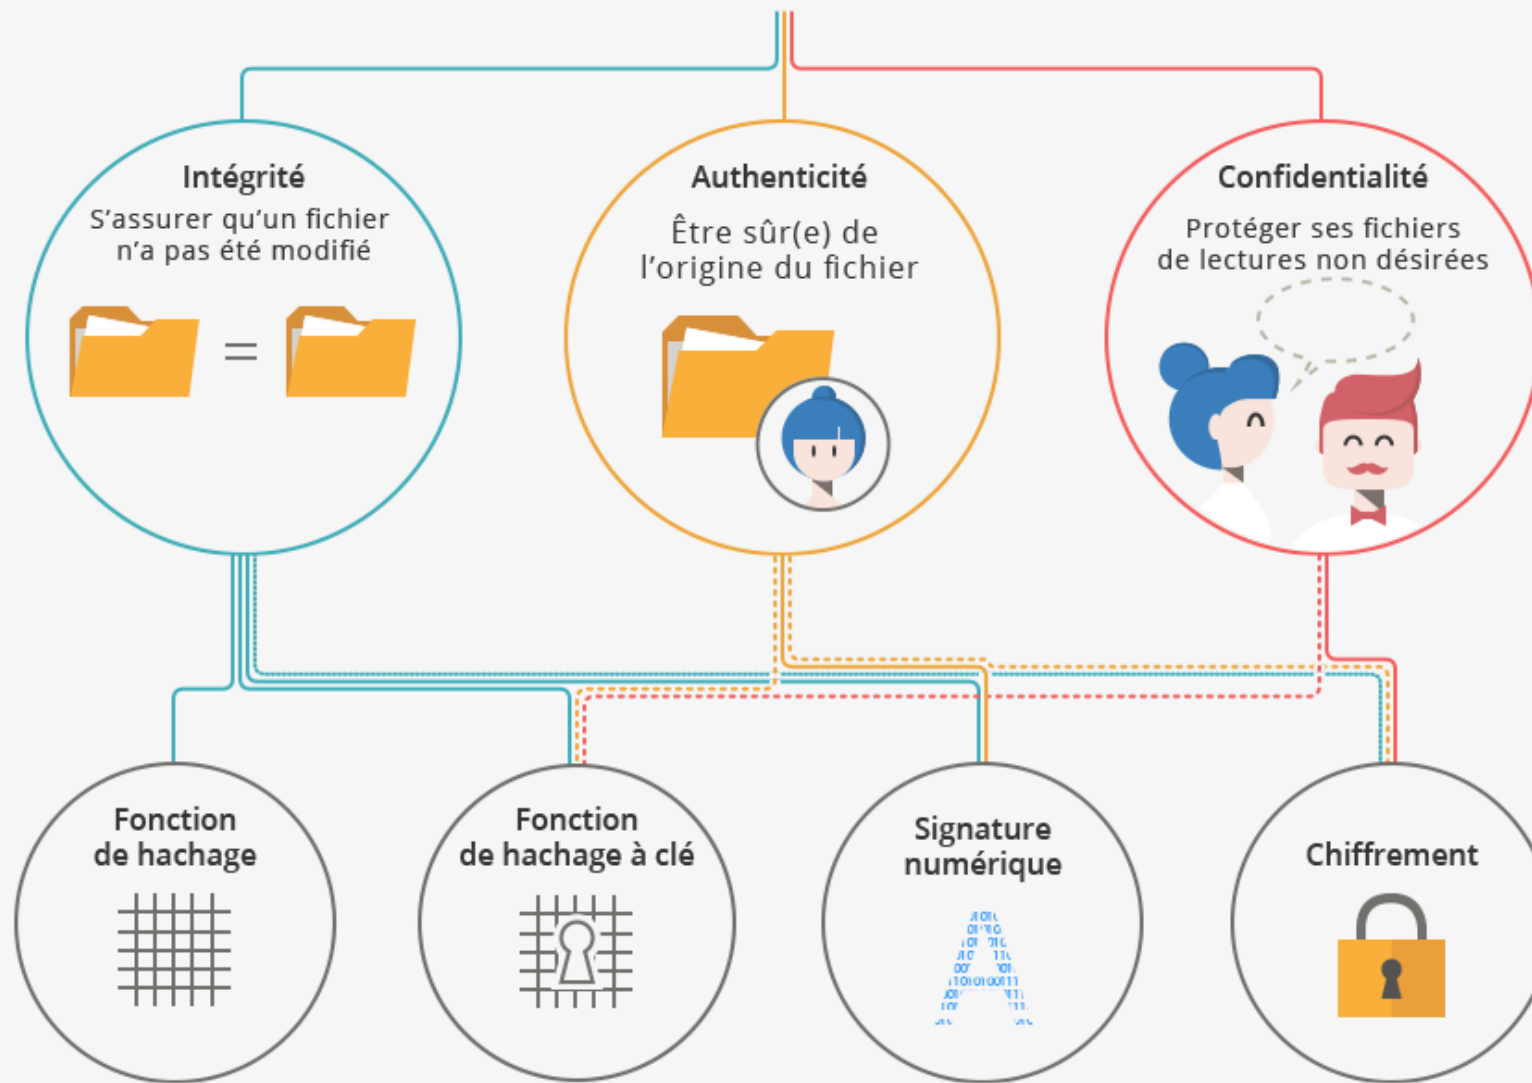 Intégrité
S'assurer qu'un fichier
n'a pas été modifié
=
Authenticité
Être sûr(e) de
l'origine du fichier
Confidentialité
Protéger ses fichiers
de lectures non désirées
Fonction
de hachage
Fonction
de hachage à clé
Signature
numérique
Chiffrement